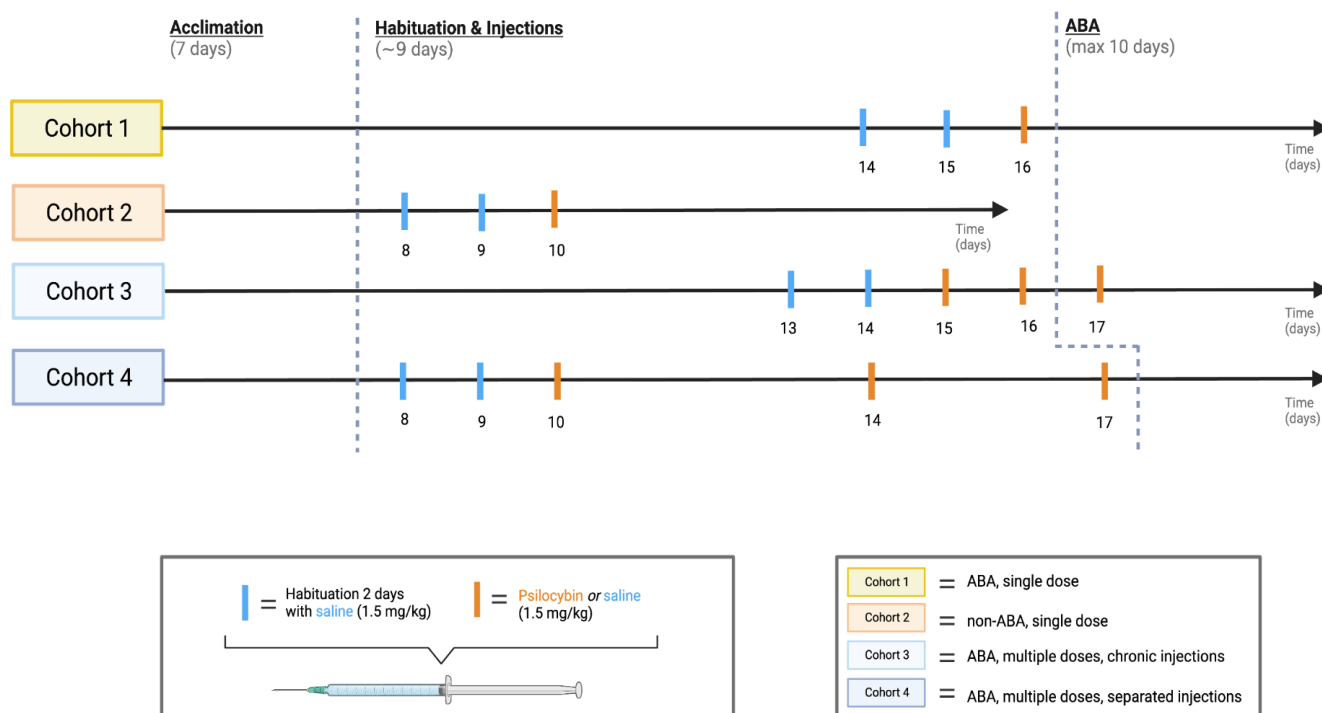 Acclimation
(7 days)
Habituation & Injections
(~9 days)
ABA
(max 10 days)
Cohort 1
14
15
16
Time
(days)
Cohort 2
8
9
10
Time
(days)
Cohort 3
13
14
15
16
17
Time
(days)
Cohort 4
8
9
10
14
17
Time
(days)
= Habituation 2 days
with saline (1.5 mg/kg)
= Psilocybin or saline
(1.5 mg/kg)
Cohort 1 = ABA, single dose
Cohort 2 = non-ABA, single dose
Cohort 3 = ABA, multiple doses, chronic injections
Cohort 4 = ABA, multiple doses, separated injections